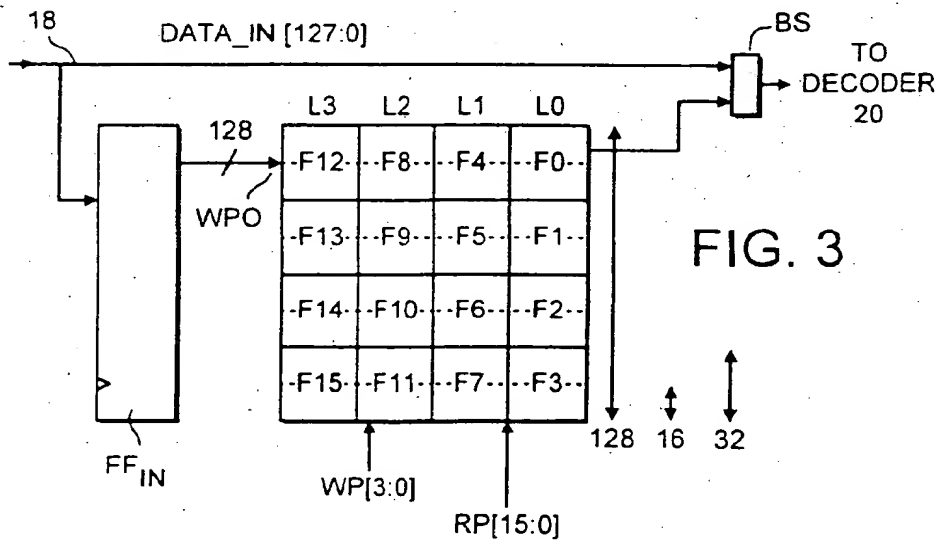 18
DATA_IN [127:0]
BS
TO
DECODER
20
L3 L2 L1 L0
128
WPO
F12 F8 F4 F0
F13 F9 F5 F1
FIG. 3
F14 F10 F6 F2
F15 F11 F7 F3
128 16 32
FFIN
WP[3:0]
RP[15:0]